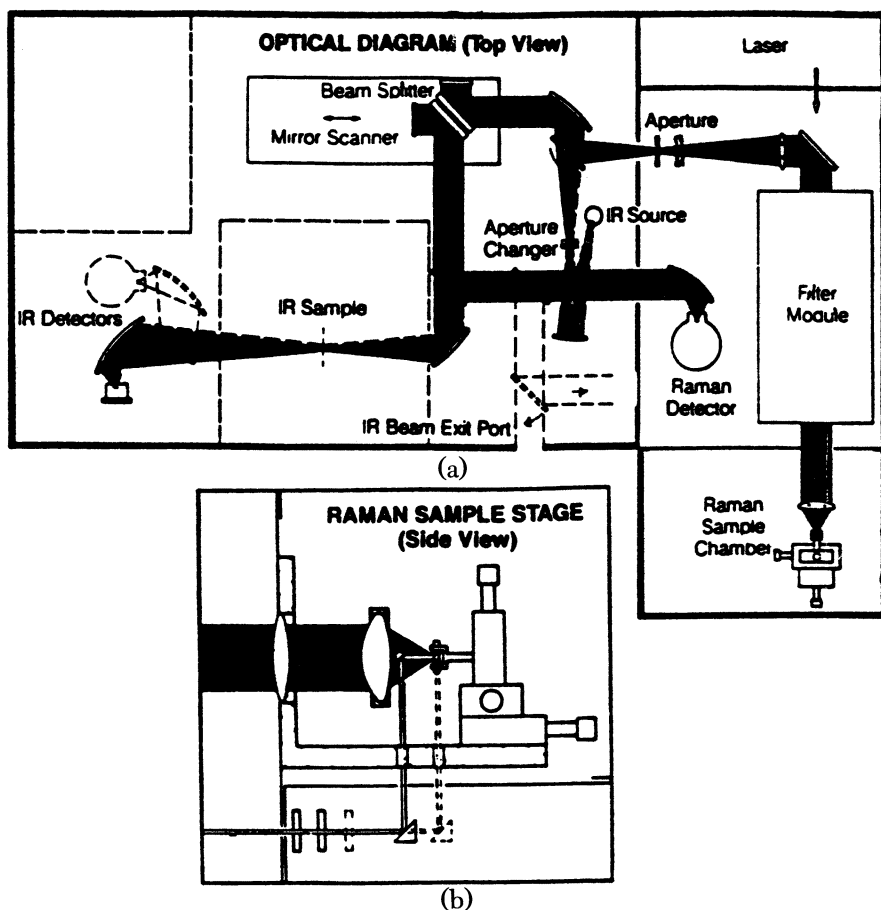 OPTICAL DIAGRAM (Top View)
Laser
Beam Splitter
Mirror Scanner
Aperture
IR Source
Aperture
Changer
IR Detectors
IR Sample
Filter
Module
Raman
Detector
IR Beam Exit Port
(a)
RAMAN SAMPLE STAGE
(Side View)
Raman
Sample
Chamber
(b)